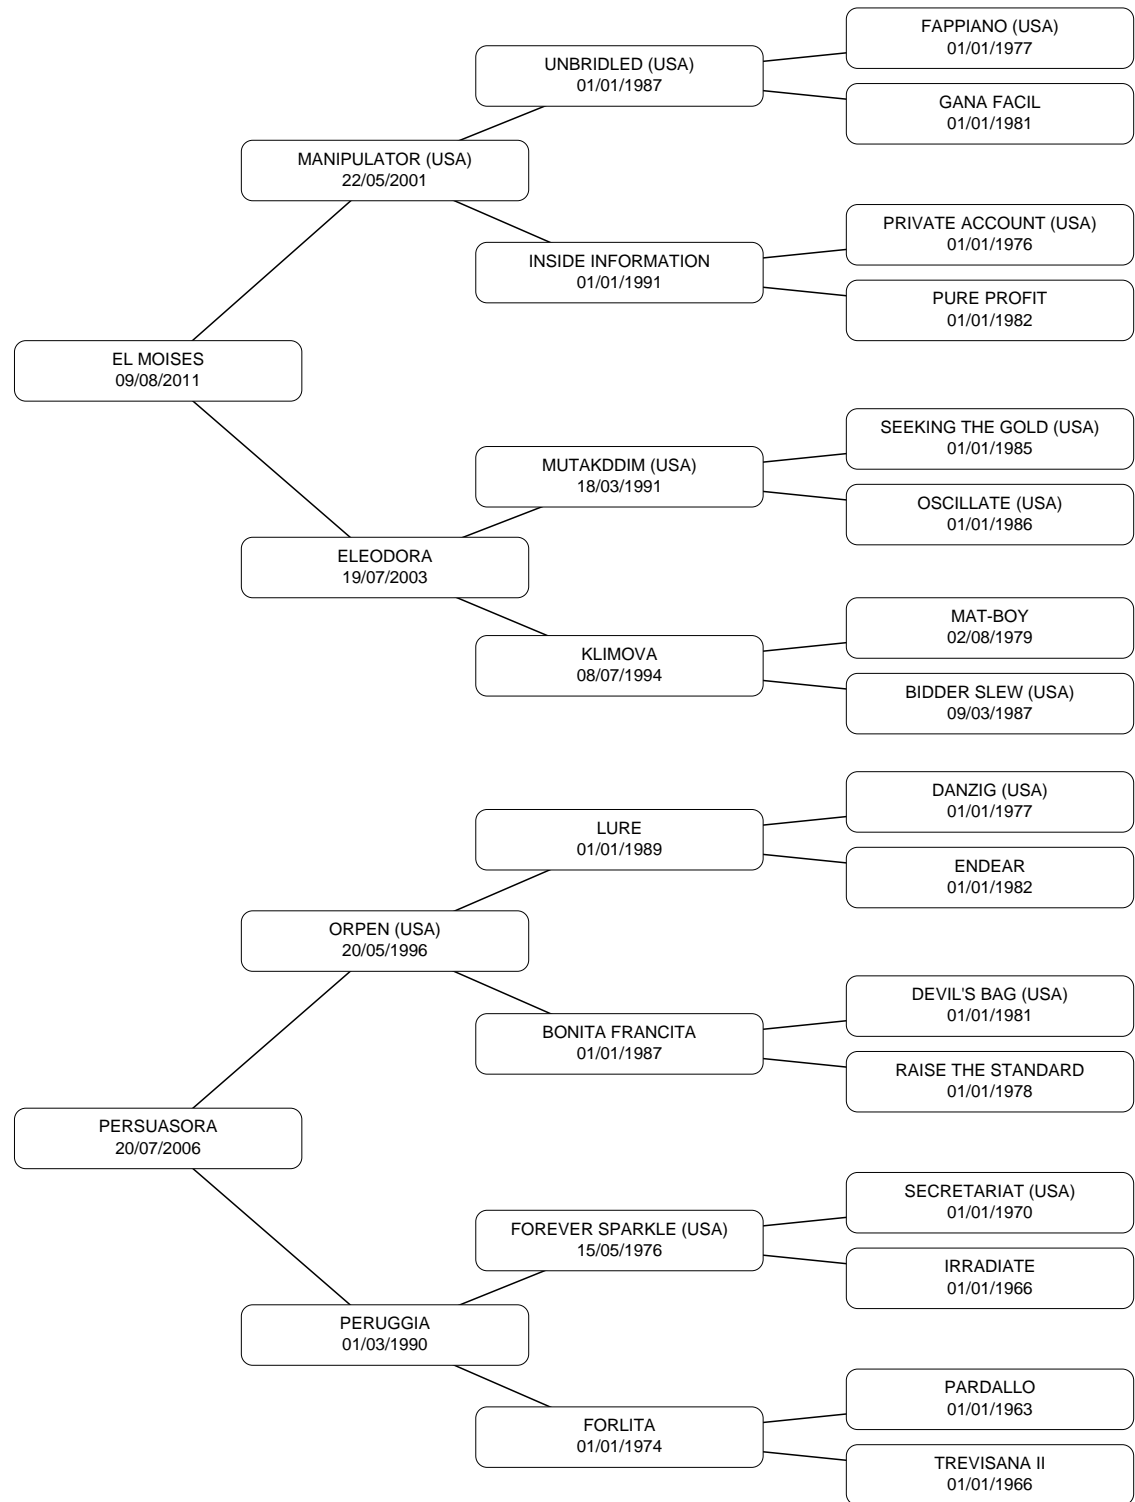 FAPPIANO (USA)
01/01/1977
UNBRIDLED (USA)
01/01/1987
GANA FACIL
01/01/1981
MANIPULATOR (USA)
22/05/2001
PRIVATE ACCOUNT (USA)
01/01/1976
INSIDE INFORMATION
01/01/1991
PURE PROFIT
01/01/1982
EL MOISES
09/08/2011
SEEKING THE GOLD (USA)
01/01/1985
MUTAKDDIM (USA)
18/03/1991
OSCILLATE (USA)
01/01/1986
ELEODORA
19/07/2003
MAT-BOY
02/08/1979
KLIMOVA
08/07/1994
BIDDER SLEW (USA)
09/03/1987
DANZIG (USA)
01/01/1977
LURE
01/01/1989
ENDEAR
01/01/1982
ORPEN (USA)
20/05/1996
DEVIL'S BAG (USA)
01/01/1981
BONITA FRANCITA
01/01/1987
RAISE THE STANDARD
01/01/1978
PERSUASORA
20/07/2006
SECRETARIAT (USA)
01/01/1970
FOREVER SPARKLE (USA)
15/05/1976
IRRADIATE
01/01/1966
PERUGGIA
01/03/1990
PARDALLO
01/01/1963
FORLITA
01/01/1974
TREVISANA II
01/01/1966